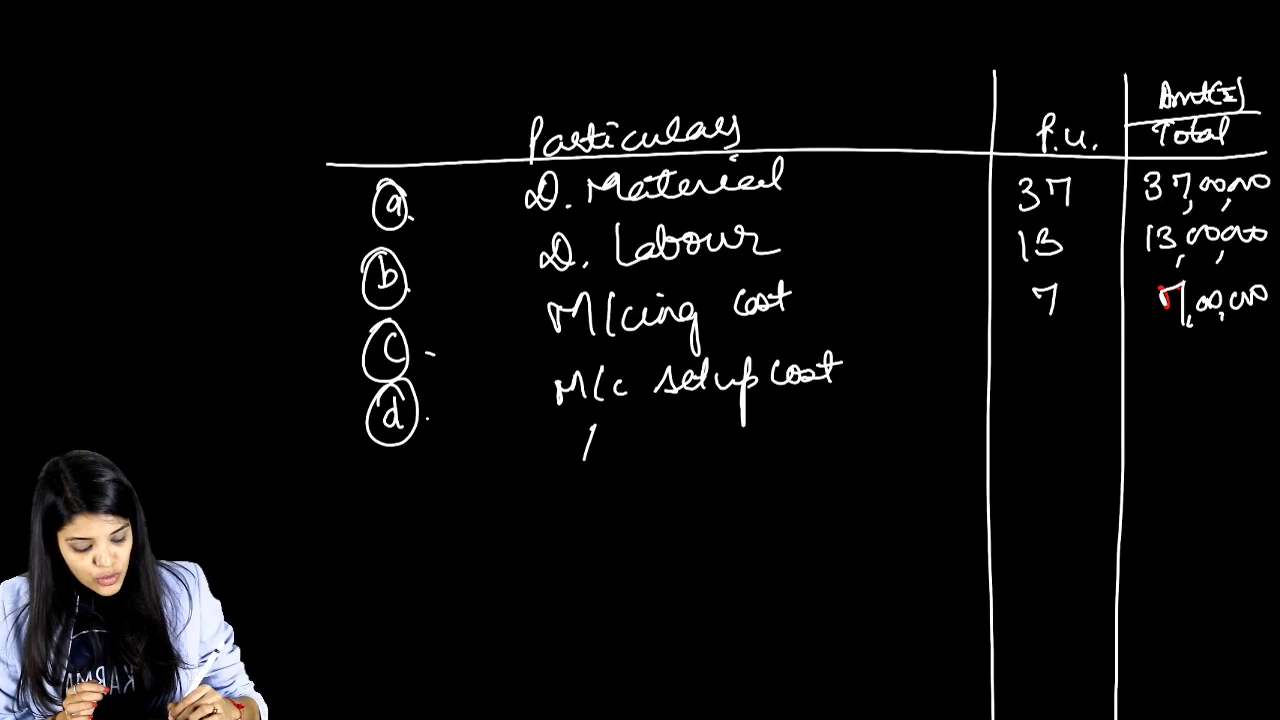 Particulars P.U. Amt(₹)
Total
a. D. Material 37 37,00,000
b. D. Labour 13 13,00,000
c. M/cing cost 7 7,00,000
d. M/c setup cost
KARMA